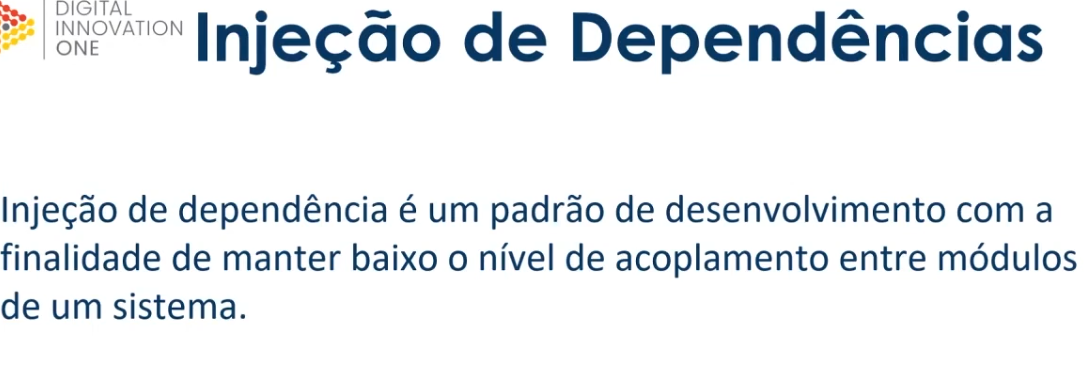 DIGITAL
INNOVATION
ONE
Injeção de Dependências
Injeção de dependência é um padrão de desenvolvimento com a
finalidade de manter baixo o nível de acoplamento entre módulos
de um sistema.